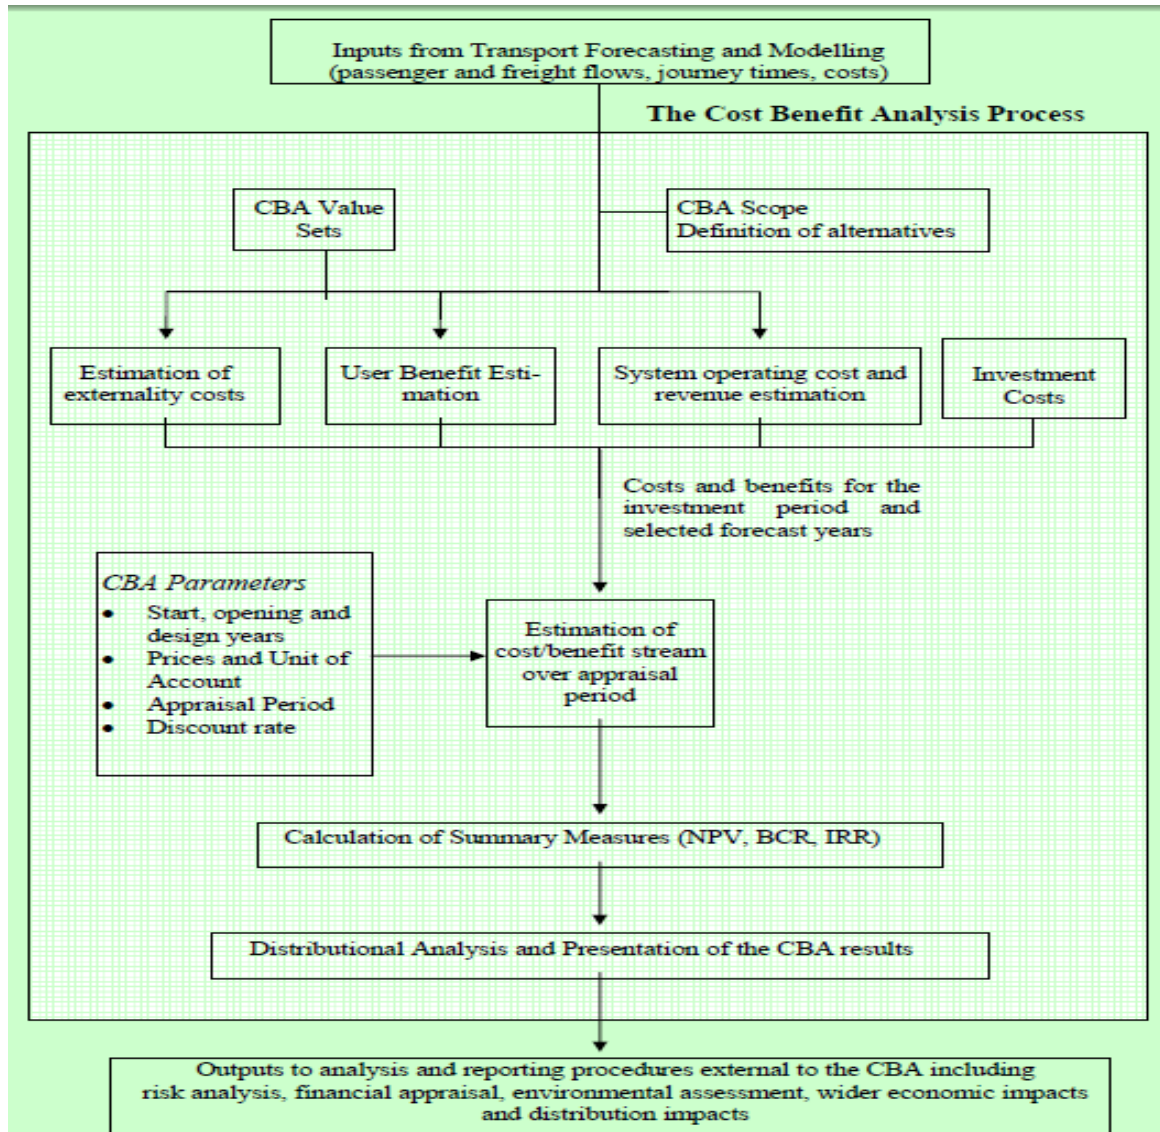 Inputs from Transport Forecasting and Modelling
(passenger and freight flows, journey times, costs)
The Cost Benefit Analysis Process
CBA Value
Sets
CBA Scope
Definition of alternatives
Estimation of
externality costs
User Benefit Esti-
mation
System operating cost and
revenue estimation
Investment
Costs
Costs and benefits for the
investment period and
selected forecast years
CBA Parameters
• Start, opening and
design years
• Prices and Unit of
Account
• Appraisal Period
• Discount rate
Estimation of
cost/benefit stream
over appraisal
period
Calculation of Summary Measures (NPV, BCR, IRR)
Distributional Analysis and Presentation of the CBA results
Outputs to analysis and reporting procedures external to the CBA including
risk analysis, financial appraisal, environmental assessment, wider economic impacts
and distribution impacts